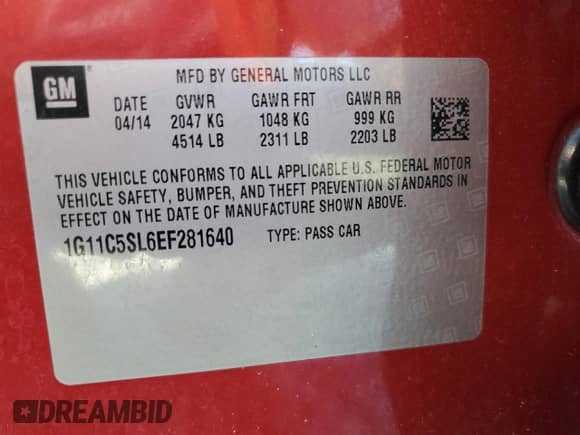 GM
MFD BY GENERAL MOTORS LLC
DATE GVWR GAWR FRT GAWR RR
04/14 2047 KG 1048 KG 999 KG
4514 LB 2311 LB 2203 LB
THIS VEHICLE CONFORMS TO ALL APPLICABLE U.S. FEDERAL MOTOR
VEHICLE SAFETY, BUMPER, AND THEFT PREVENTION STANDARDS IN
EFFECT ON THE DATE OF MANUFACTURE SHOWN ABOVE.
1G11C5SL6EF281640 TYPE: PASS CAR
DREAMBID